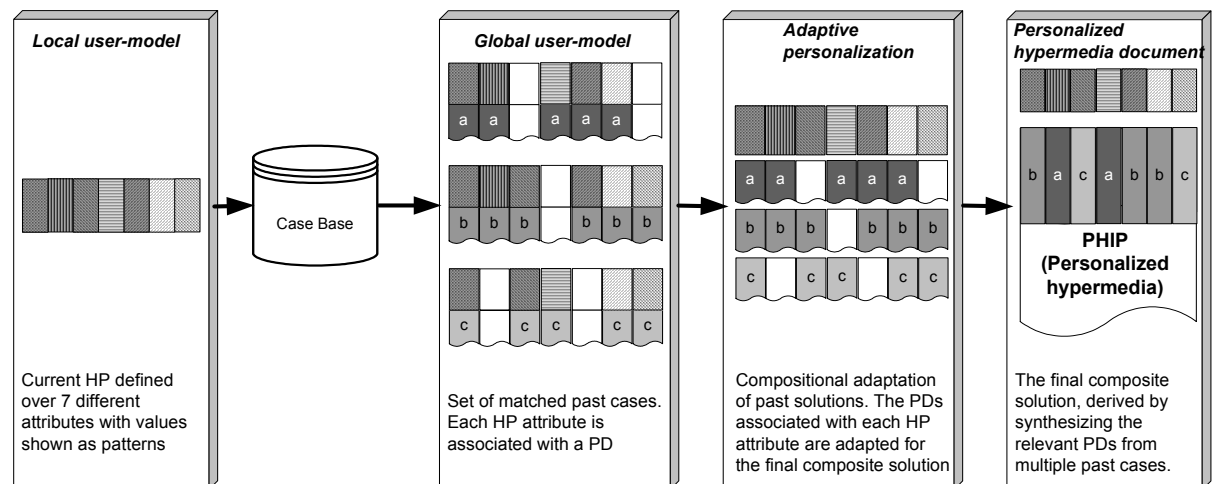 Local user-model
Current HP defined
over 7 different
attributes with values
shown as patterns
Case Base
Global user-model
a a a a a
b b b b b b
c c c c c
Set of matched past cases.
Each HP attribute is
associated with a PD
Adaptive
personalization
a a a a a
b b b b b b
c c c c c
Compositional adaptation
of past solutions. The PDs
associated with each HP
attribute are adapted for
the final composite solution
Personalized
hypermedia document
b a c a b b c
PHIP
(Personalized
hypermedia)
The final composite
solution, derived by
synthesizing the
relevant PDs from
multiple past cases.